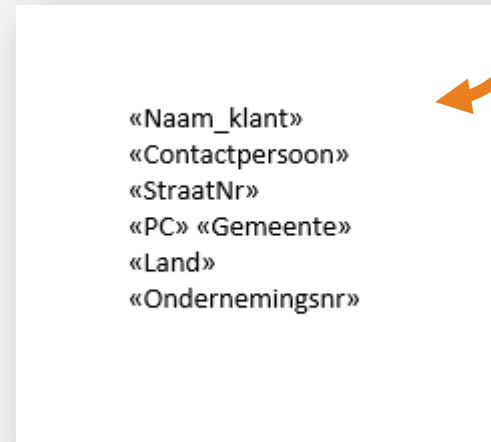 «Naam_klant»
«Contactpersoon»
«StraatNr»
«PC» «Gemeente»
«Land»
«Ondernemingsnr»